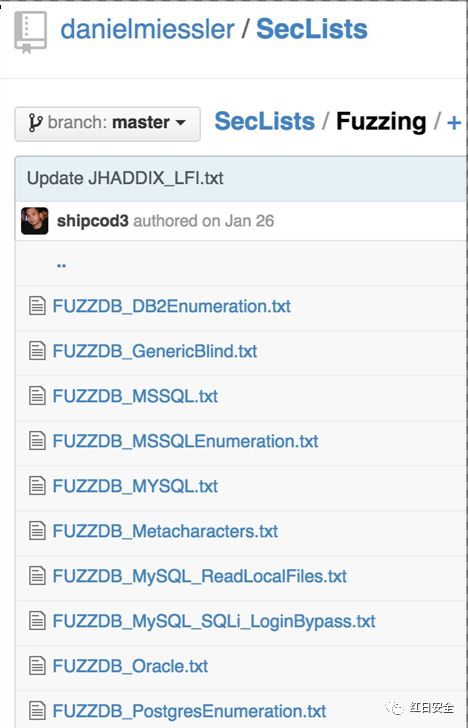 danielmiessler / SecLists
branch: master SecLists / Fuzzing / +
Update JHADDIX_LFI.txt
shipcod3 authored on Jan 26
..
FUZZDB_DB2Enumeration.txt
FUZZDB_GenericBlind.txt
FUZZDB_MSSQL.txt
FUZZDB_MSSQLEnumeration.txt
FUZZDB_MYSQL.txt
FUZZDB_Metacharacters.txt
FUZZDB_MySQL_ReadLocalFiles.txt
FUZZDB_MySQL_SQLi_LoginBypass.txt
FUZZDB_Oracle.txt
FUZZDB_PostgresEnumeration.txt
红日安全